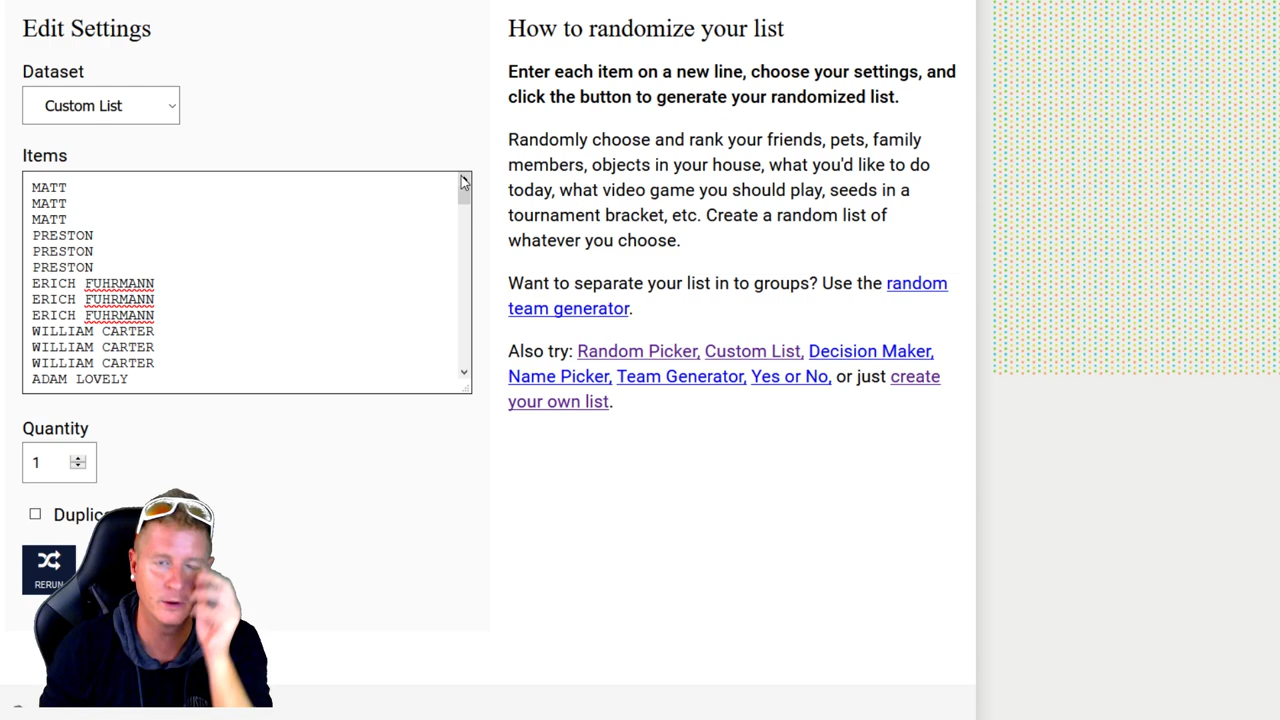 Edit Settings
Dataset
Custom List
Items
MATT
MATT
MATT
PRESTON
PRESTON
PRESTON
ERICH FUHRMANN
ERICH FUHRMANN
ERICH FUHRMANN
WILLIAM CARTER
WILLIAM CARTER
WILLIAM CARTER
ADAM LOVELY
Quantity
1
RERUN
How to randomize your list
Enter each item on a new line, choose your settings, and
click the button to generate your randomized list.
Randomly choose and rank your friends, pets, family
members, objects in your house, what you'd like to do
today, what video game you should play, seeds in a
tournament bracket, etc. Create a random list of
whatever you choose.
Want to separate your list in to groups? Use the random
team generator.
Also try: Random Picker, Custom List, Decision Maker,
Name Picker, Team Generator, Yes or No, or just create
your own list.